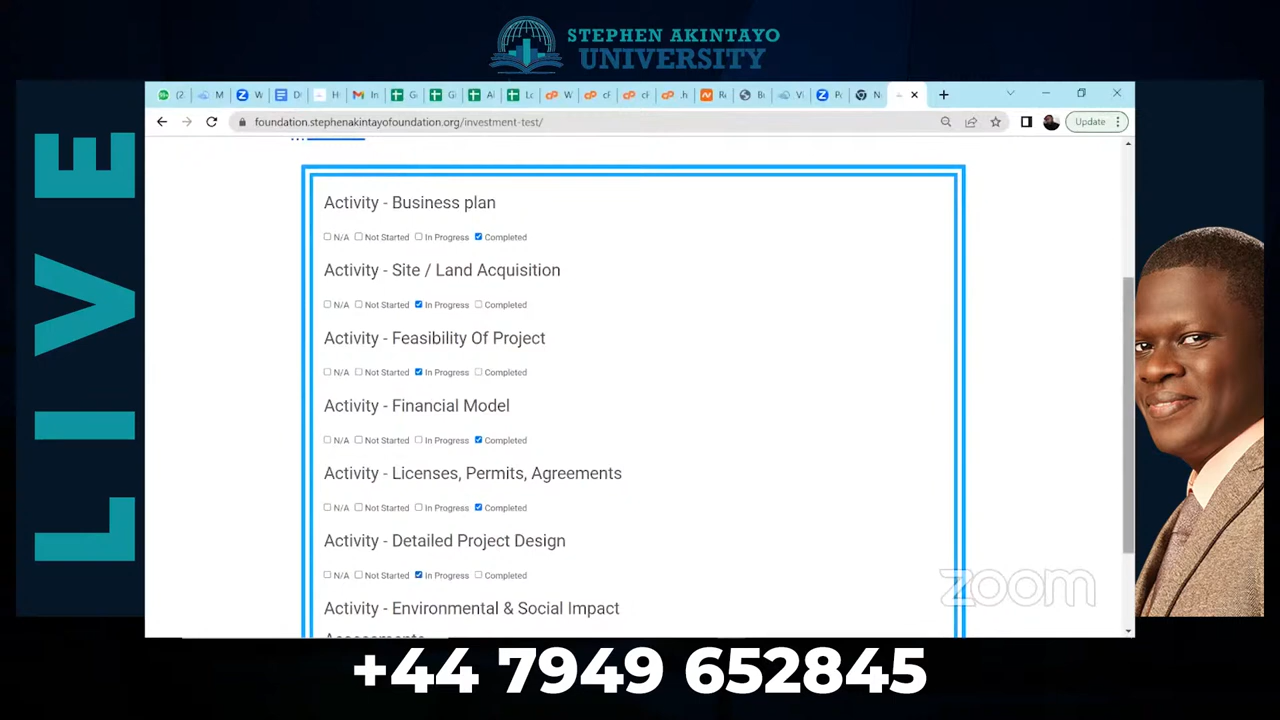 STEPHEN AKINTAYO
UNIVERSITY
LIVE
foundation.stephenakintayofoundation.org/investment-test/
Update
Activity - Business plan
N/A Not Started In Progress Completed
Activity - Site / Land Acquisition
N/A Not Started In Progress Completed
Activity - Feasibility Of Project
N/A Not Started In Progress Completed
Activity - Financial Model
N/A Not Started In Progress Completed
Activity - Licenses, Permits, Agreements
N/A Not Started In Progress Completed
Activity - Detailed Project Design
N/A Not Started In Progress Completed
Activity - Environmental & Social Impact
zoom
+44 7949 652845